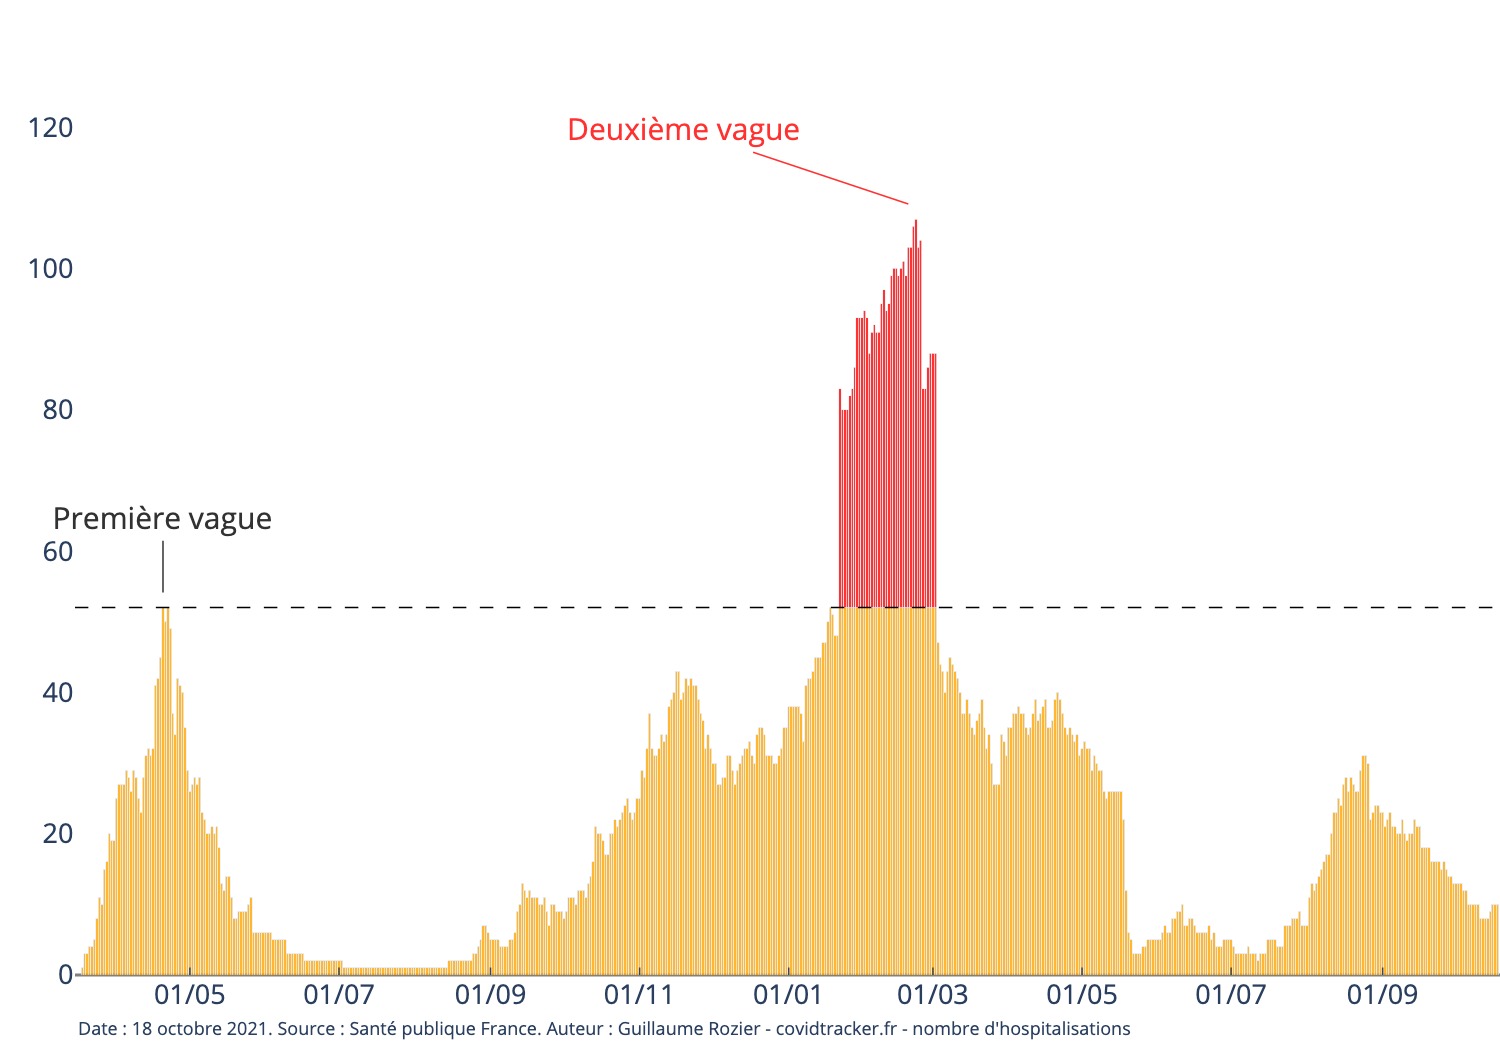 120
Deuxième vague
100
80
Première vague
60
40
20
0
01/05 01/07 01/09 01/11 01/01 01/03 01/05 01/07 01/09
Date : 18 octobre 2021. Source : Santé publique France. Auteur : Guillaume Rozier - covidtracker.fr - nombre d'hospitalisations